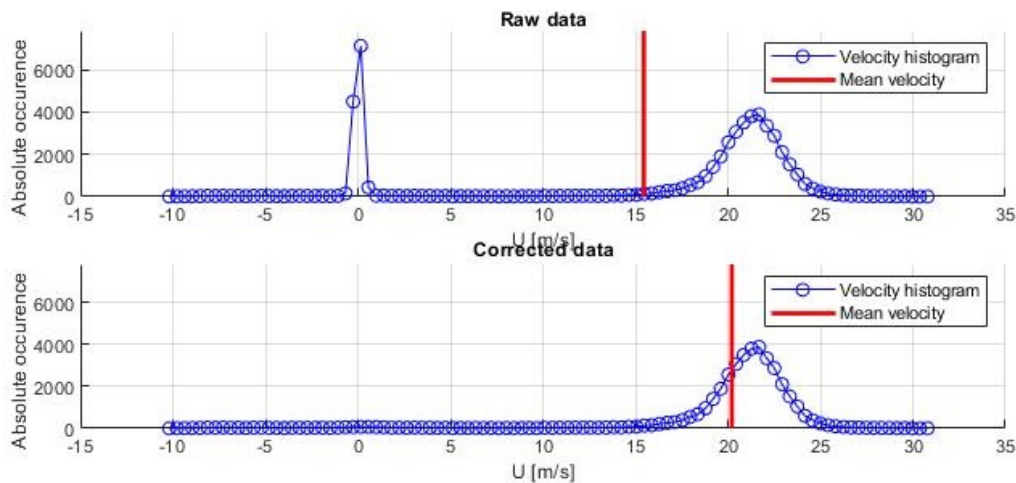 Raw data
Absolute occurence
6000
4000
2000
0
Velocity histogram
Mean velocity
-15 -10 -5 0 5 10 15 20 25 30 35
U [m/s]
Corrected data
Absolute occurence
6000
4000
2000
0
Velocity histogram
Mean velocity
-15 -10 -5 0 5 10 15 20 25 30 35
U [m/s]